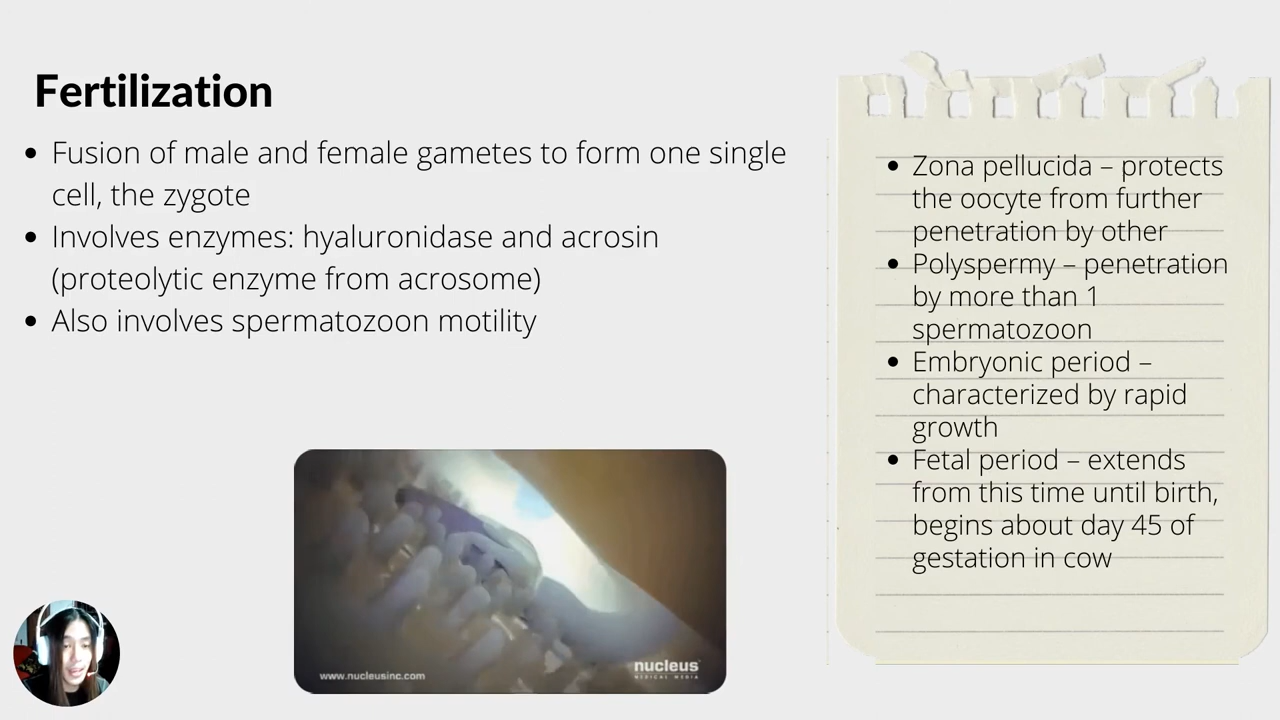 Fertilization
• Fusion of male and female gametes to form one single
cell, the zygote
• Involves enzymes: hyaluronidase and acrosin
(proteolytic enzyme from acrosome)
• Also involves spermatozoon motility
• Zona pellucida – protects
the oocyte from further
penetration by other
• Polyspermy – penetration
by more than 1
spermatozoon
• Embryonic period –
characterized by rapid
growth
• Fetal period – extends
from this time until birth,
begins about day 45 of
gestation in cow
www.nucleusinc.com
nucleus
MEDICAL MEDIA